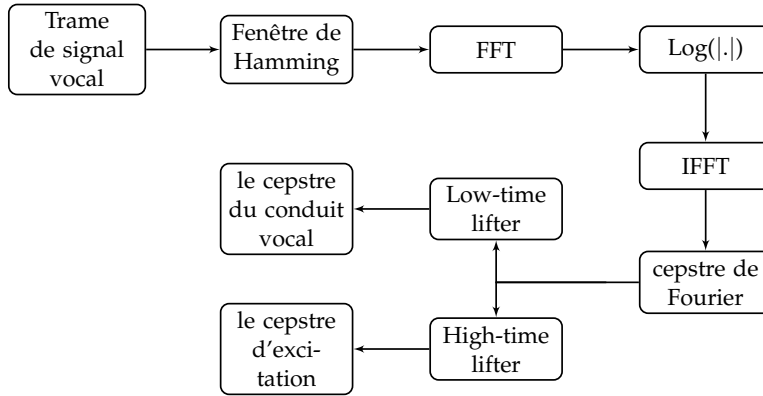 Trame
de signal
vocal
Fenêtre de
Hamming
FFT
Log(|.|)
IFFT
cepstre de
Fourier
Low-time
lifter
le cepstre
du conduit
vocal
High-time
lifter
le cepstre
d'exci-
tation